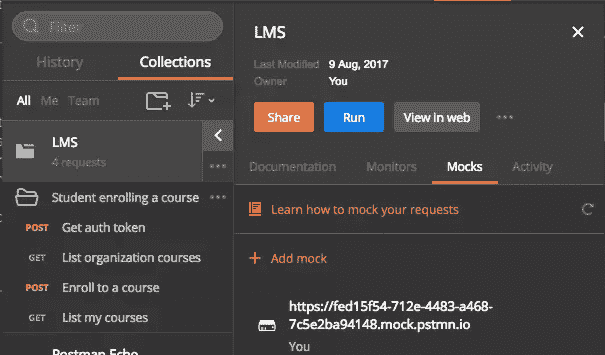 Filter
History
Collections
All
Me
Team
LMS
4 requests
Student enrolling a course
POST Get auth token
GET List organization courses
POST Enroll to a course
GET List my courses
Postman Echo
LMS
Last Modified 9 Aug, 2017
Owner You
Share
Run
View in web
Documentation
Monitors
Mocks
Activity
Learn how to mock your requests
Add mock
https://fed15f54-712e-4483-a468-
7c5e2ba94148.mock.pstmn.io
You